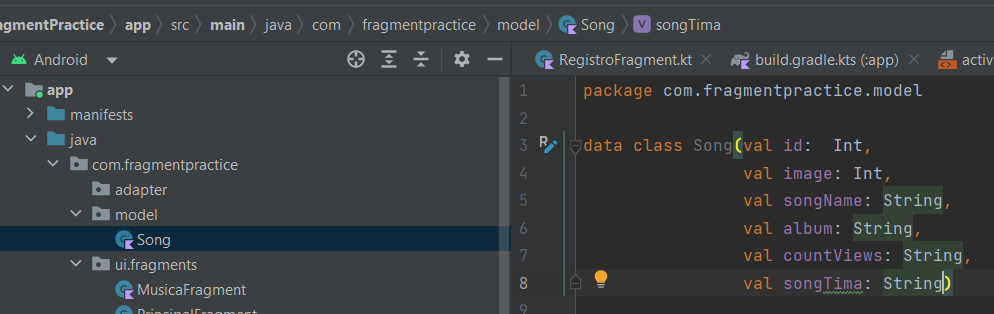 gmentPractice app src main java com fragmentpractice model Song V songTima
Android
RegistroFragment.kt build.gradle.kts (:app) activ
app
manifests
java
com.fragmentpractice
adapter
model
Song
ui.fragments
MusicaFragment
PrincipalFragment
1 package com.fragmentpractice.model
2
3 data class Song(val id:  Int,
4 val image: Int,
5 val songName: String,
6 val album: String,
7 val countViews: String,
8 val songTima: String)
9